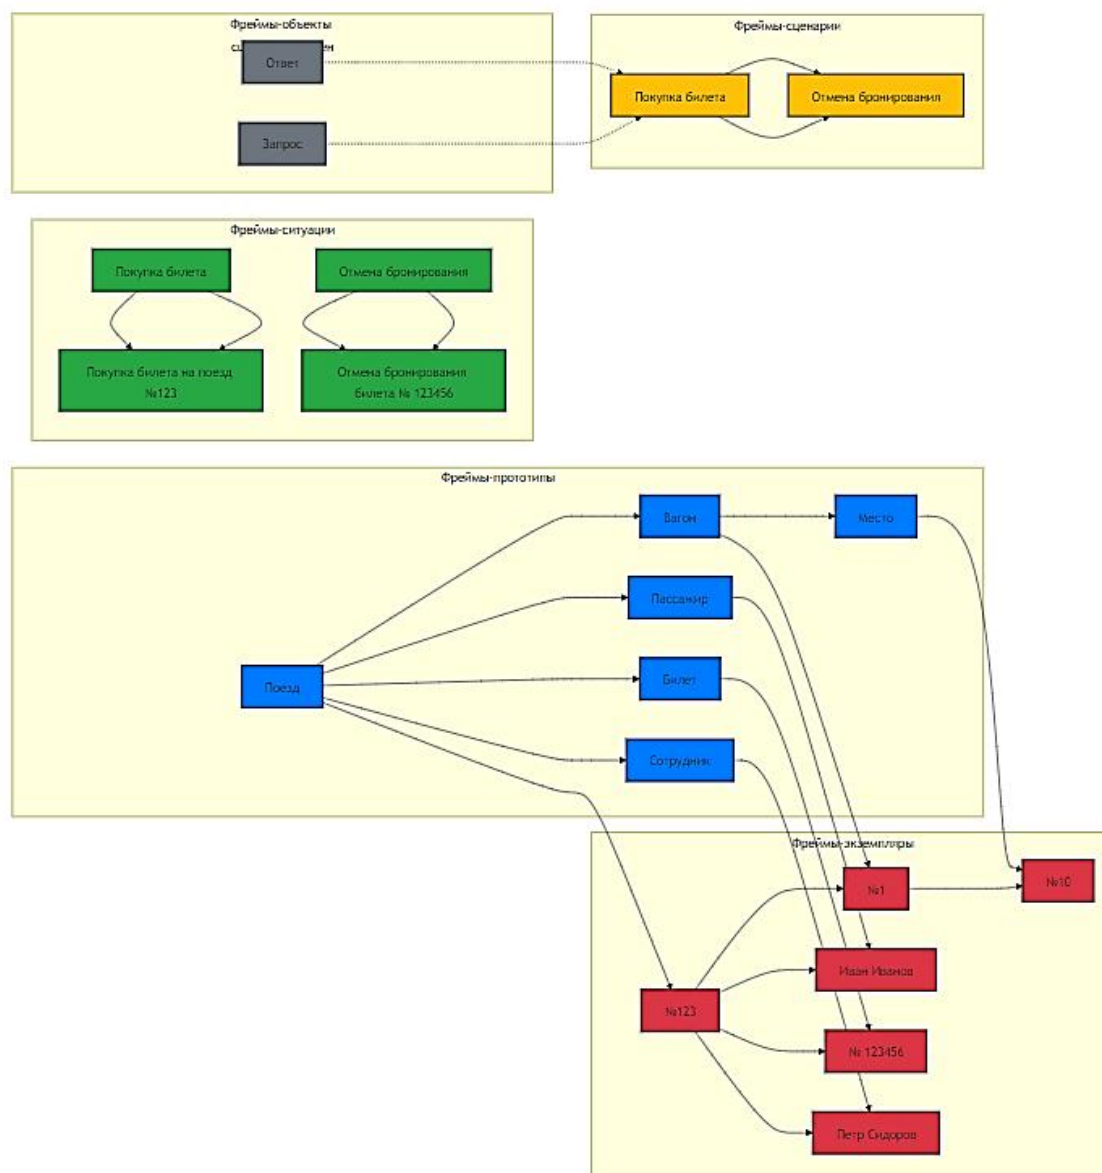 Фреймы-объекты
Ответ
Запрос
Фреймы-сценарии
Покупка билета
Отмена бронирования
Фреймы-ситуации
Покупка билета
Отмена бронирования
Покупка билета на поезд
№123
Отмена бронирования
билета № 123456
Фреймы-прототипы
Вагон
Место
Пассажир
Поезд
Билет
Сотрудник
Фреймы-экземпляры
№1
№10
Иван Иванов
№123
№ 123456
Петр Сидоров